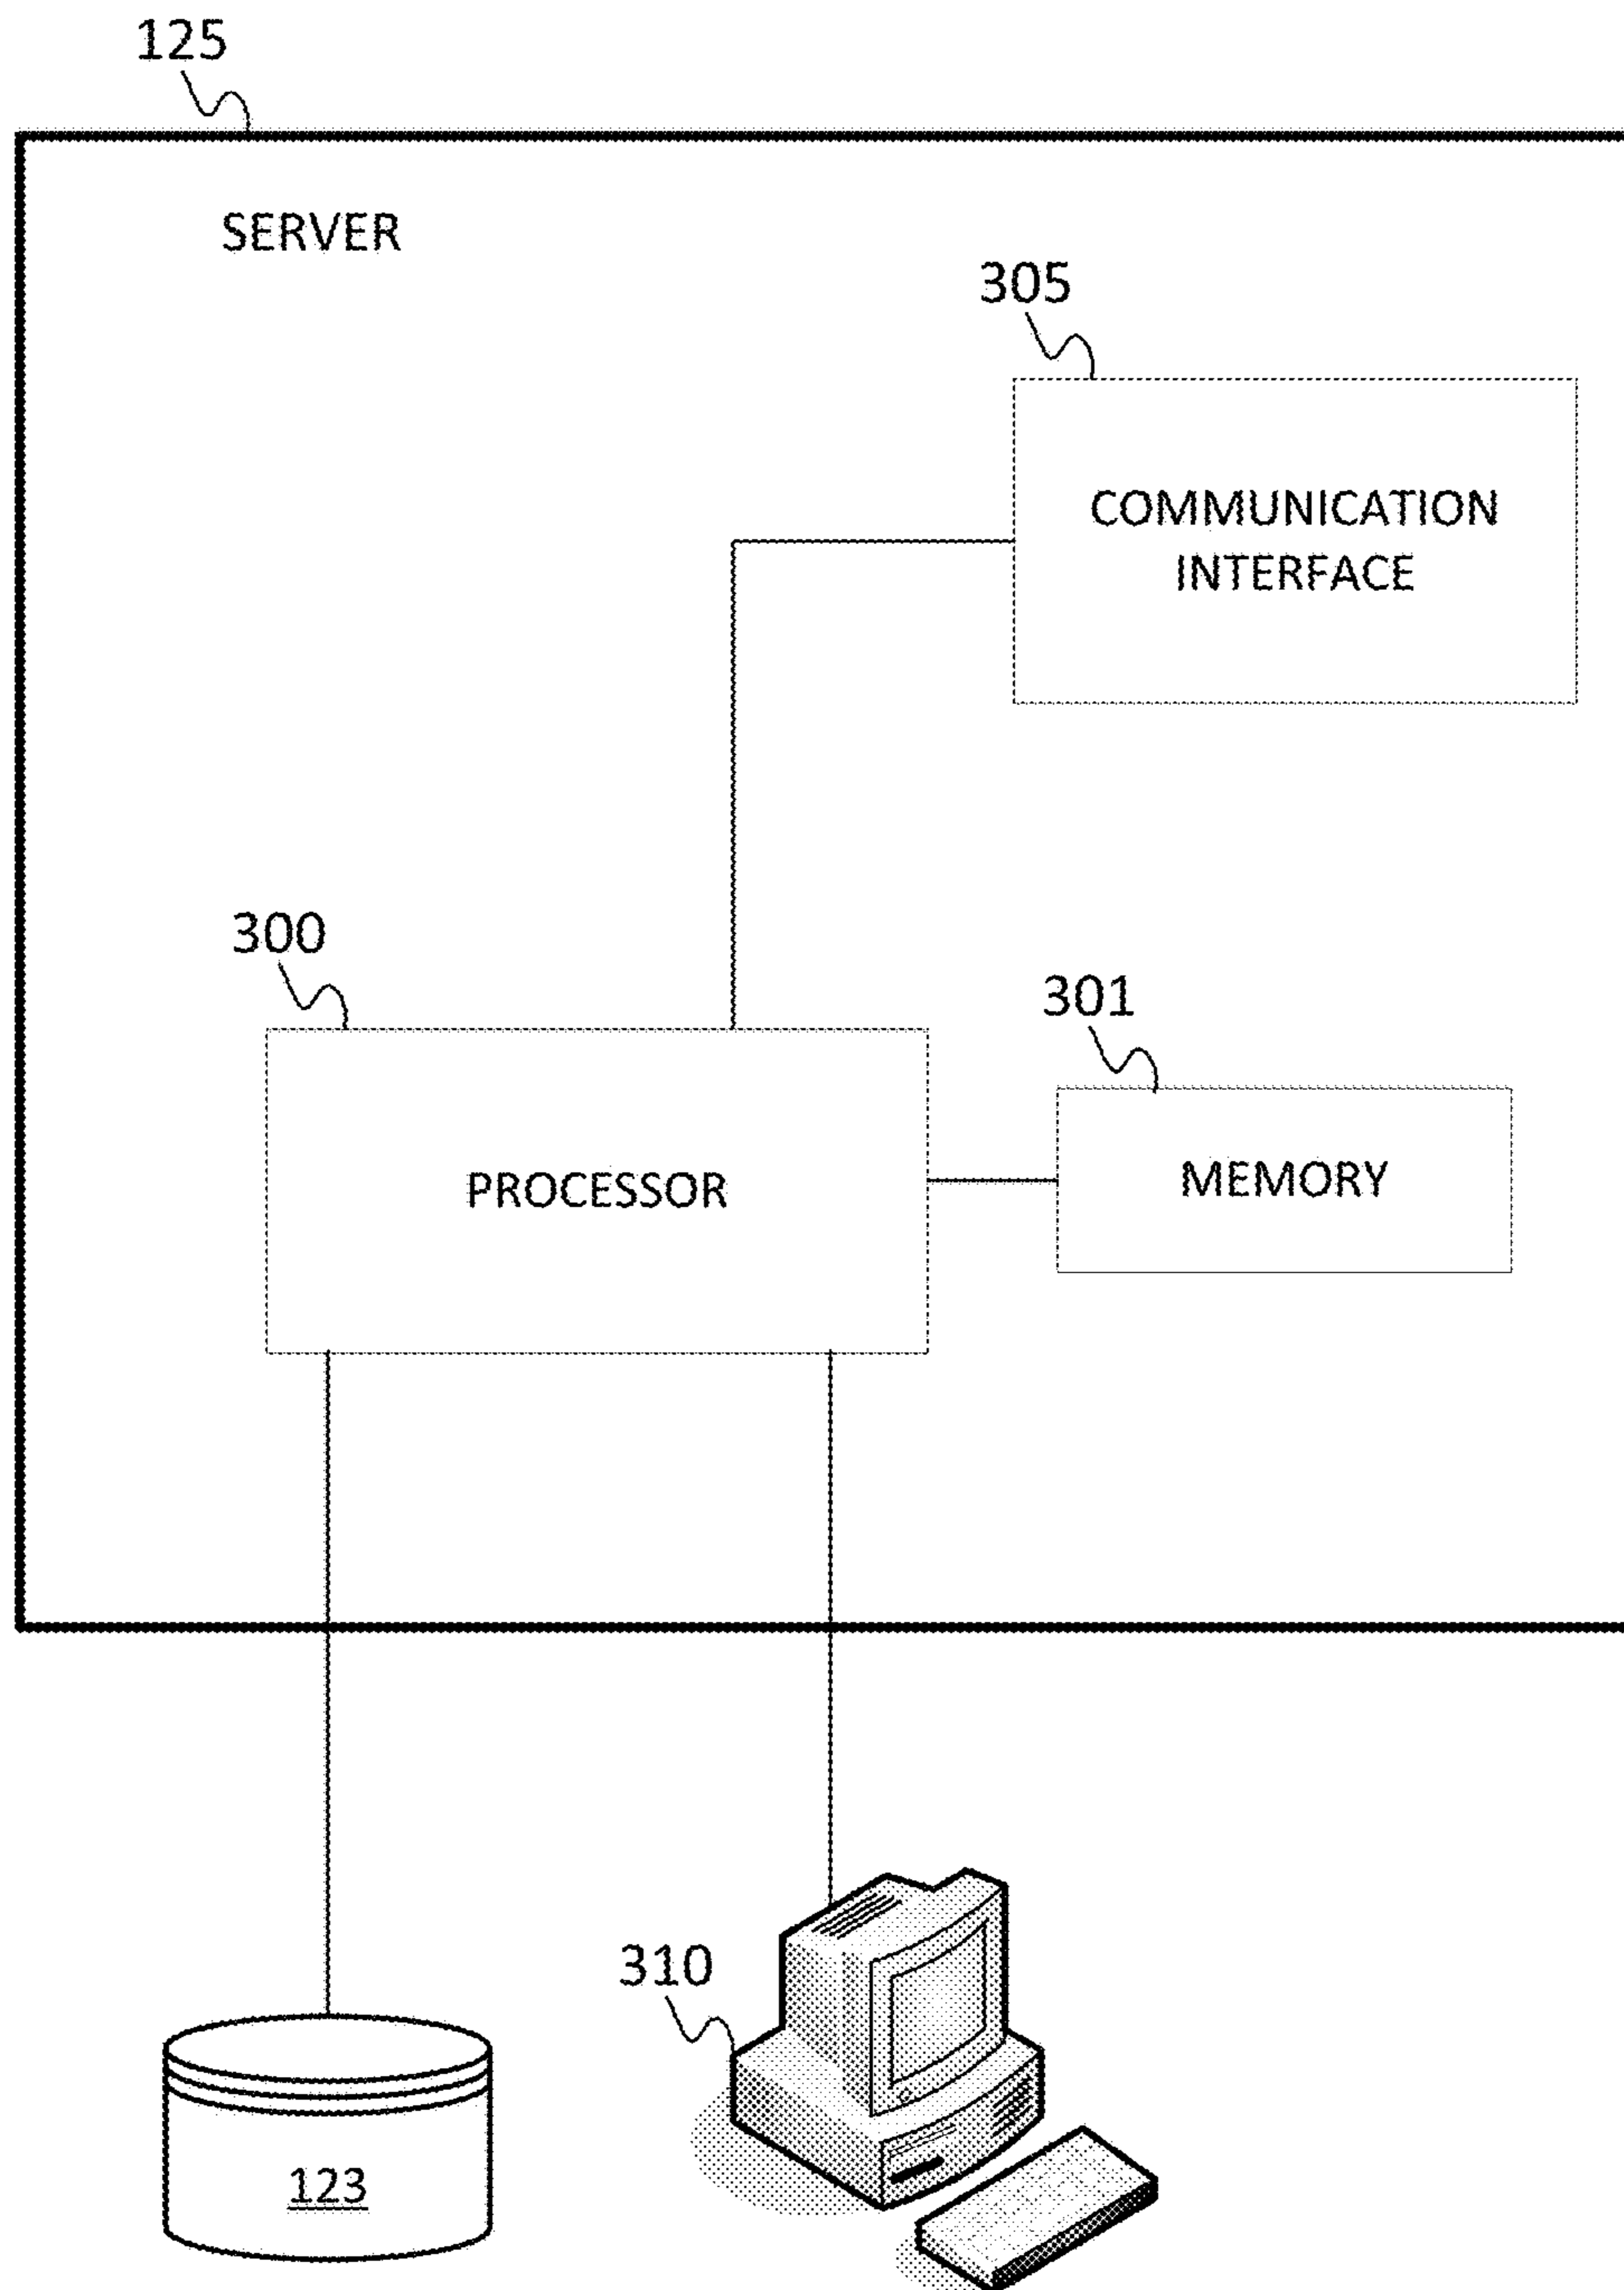 125
SERVER
305
COMMUNICATION
INTERFACE
300
301
PROCESSOR
MEMORY
310
123